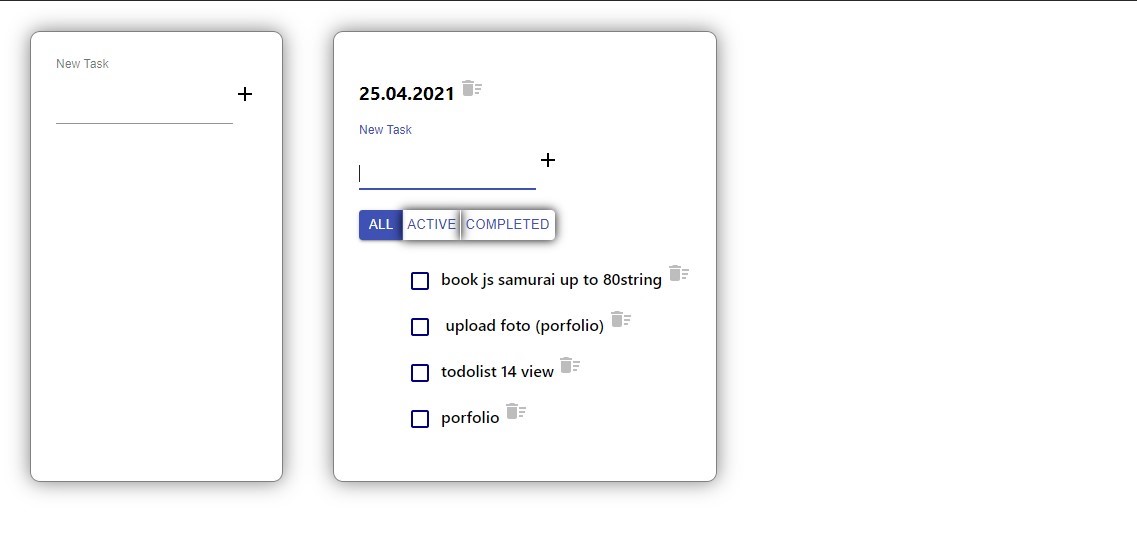 New Task
25.04.2021
New Task
ALL ACTIVE COMPLETED
book js samurai up to 80string
upload foto (porfolio)
todolist 14 view
porfolio